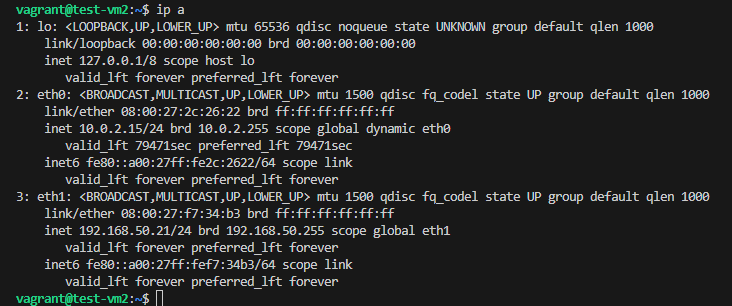 vagrant@test-vm2:~$ ip a
1: lo: <LOOPBACK,UP,LOWER_UP> mtu 65536 qdisc noqueue state UNKNOWN group default qlen 1000
    link/loopback 00:00:00:00:00:00 brd 00:00:00:00:00:00
    inet 127.0.0.1/8 scope host lo
       valid_lft forever preferred_lft forever
2: eth0: <BROADCAST,MULTICAST,UP,LOWER_UP> mtu 1500 qdisc fq_codel state UP group default qlen 1000
    link/ether 08:00:27:2c:26:22 brd ff:ff:ff:ff:ff:ff
    inet 10.0.2.15/24 brd 10.0.2.255 scope global dynamic eth0
       valid_lft 79471sec preferred_lft 79471sec
    inet6 fe80::a00:27ff:fe2c:2622/64 scope link
       valid_lft forever preferred_lft forever
3: eth1: <BROADCAST,MULTICAST,UP,LOWER_UP> mtu 1500 qdisc fq_codel state UP group default qlen 1000
    link/ether 08:00:27:f7:34:b3 brd ff:ff:ff:ff:ff:ff
    inet 192.168.50.21/24 brd 192.168.50.255 scope global eth1
       valid_lft forever preferred_lft forever
    inet6 fe80::a00:27ff:fef7:34b3/64 scope link
       valid_lft forever preferred_lft forever
vagrant@test-vm2:~$